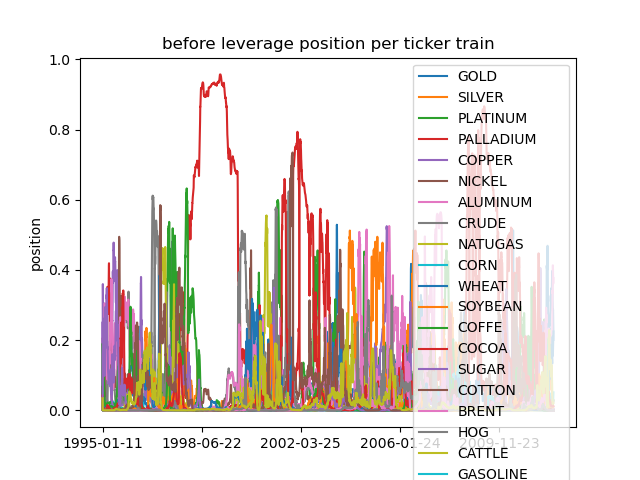 before leverage position per ticker train
position
1.0
0.8
0.6
0.4
0.2
0.0
1995-01-11
1998-06-22
2002-03-25
2006-01-24
2009-11-23
GOLD
SILVER
PLATINUM
PALLADIUM
COPPER
NICKEL
ALUMINUM
CRUDE
NATUGAS
CORN
WHEAT
SOYBEAN
COFFE
COCOA
SUGAR
COTTON
BRENT
HOG
CATTLE
GASOLINE